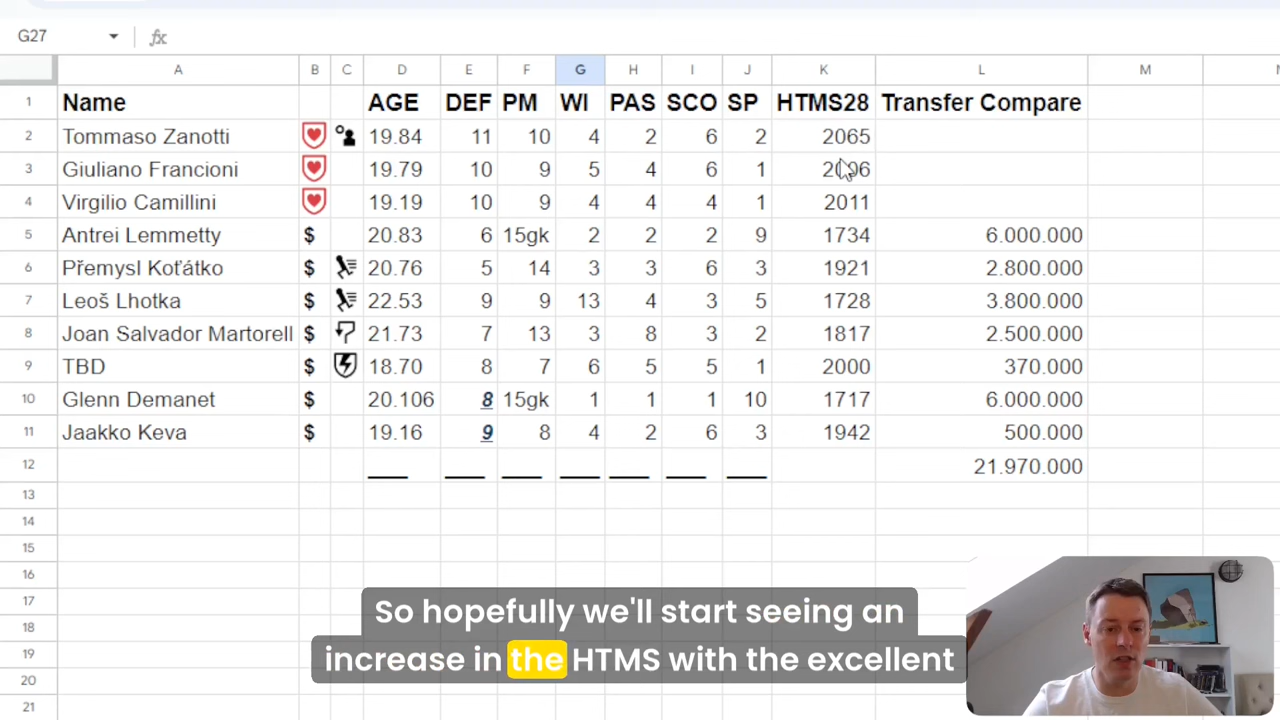 G27 fx
A B C D E F G H I J K L M
1 Name AGE DEF PM WI PAS SCO SP HTMS28 Transfer Compare
2 Tommaso Zanotti 19.84 11 10 4 2 6 2 2065
3 Giuliano Francioni 19.79 10 9 5 4 6 1
4 Virgilio Camillini 19.19 10 9 4 4 4 1 2011
5 Antrei Lemmetty $ 20.83 6 15gk 2 2 2 9 1734 6.000.000
6 Přemysl Koťátko $ 20.76 5 14 3 3 6 3 1921 2.800.000
7 Leoš Lhotka $ 22.53 9 9 13 4 3 5 1728 3.800.000
8 Joan Salvador Martorell $ 21.73 7 13 3 8 3 2 1817 2.500.000
9 TBD $ 18.70 8 7 6 5 5 1 2000 370.000
10 Glenn Demanet $ 20.106 8 15gk 1 1 1 10 1717 6.000.000
11 Jaakko Keva $ 19.16 9 8 4 2 6 3 1942 500.000
12 21.970.000
13
14
15
16
17
18
19
20
21
So hopefully we'll start seeing an
increase in the HTMS with the excellent